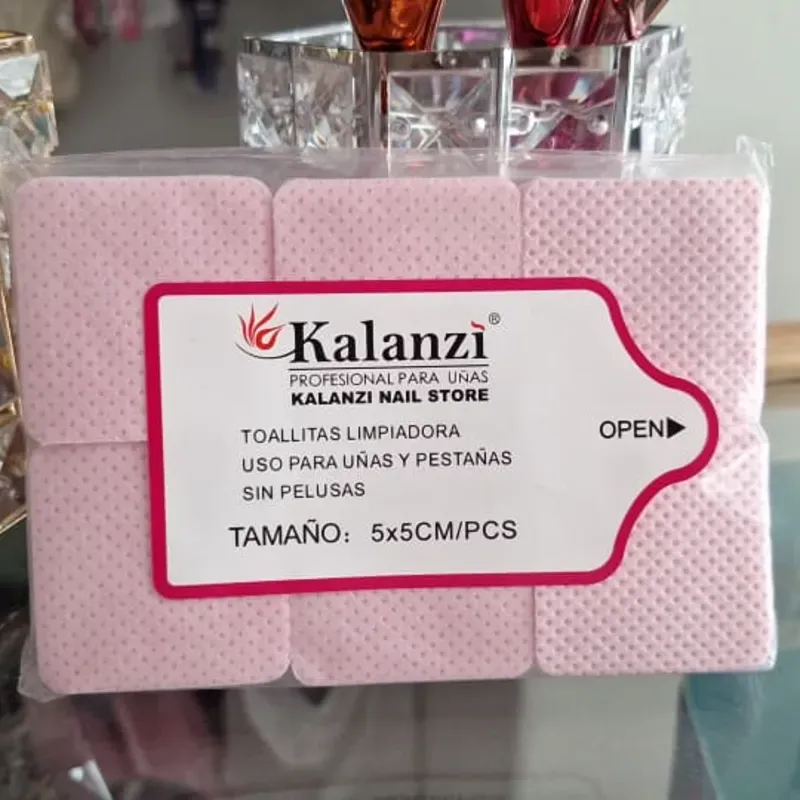 Kalanzi®
PROFESIONAL PARA UÑAS
KALANZI NAIL STORE
TOALLITAS LIMPIADORA
USO PARA UÑAS Y PESTAÑAS
SIN PELUSAS
TAMAÑO: 5x5CM/PCS
OPEN▶